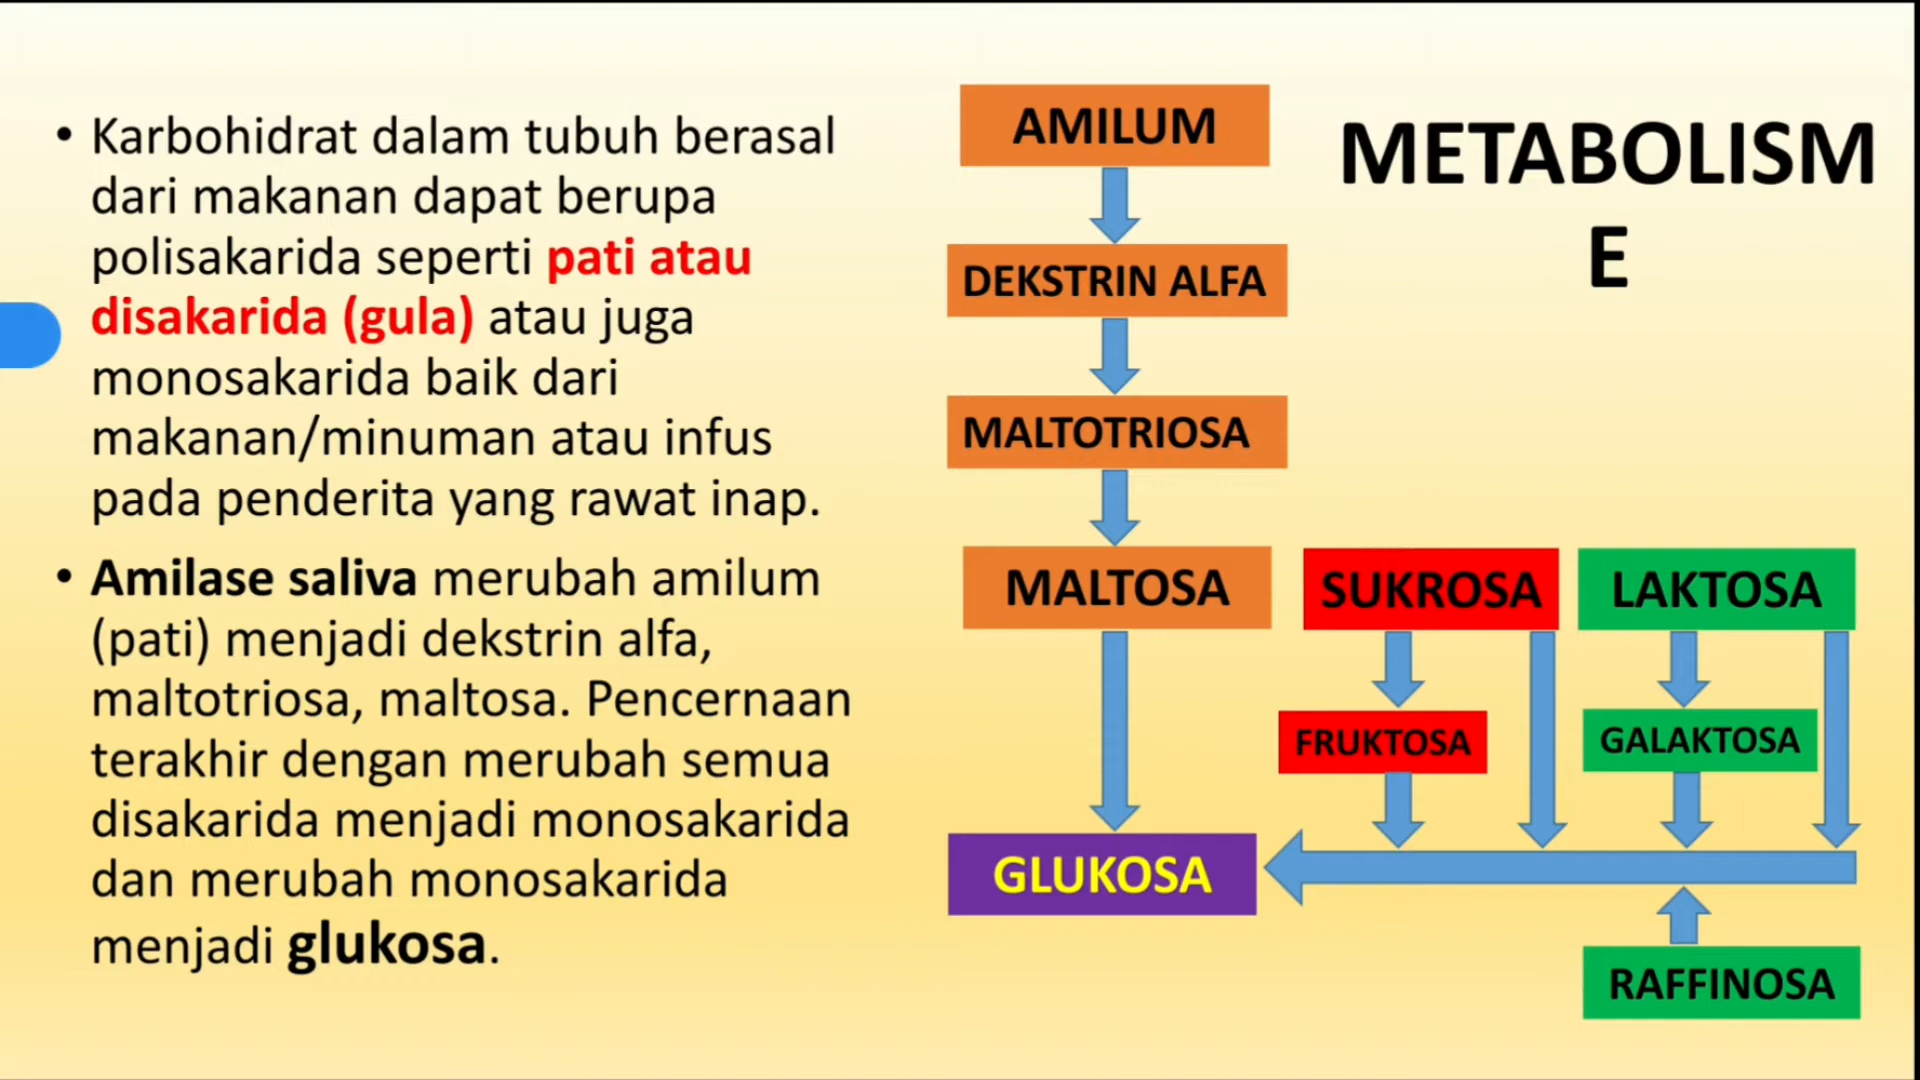 • Karbohidrat dalam tubuh berasal
dari makanan dapat berupa
polisakarida seperti pati atau
disakarida (gula) atau juga
monosakarida baik dari
makanan/minuman atau infus
pada penderita yang rawat inap.
• Amilase saliva merubah amilum
(pati) menjadi dekstrin alfa,
maltotriosa, maltosa. Pencernaan
terakhir dengan merubah semua
disakarida menjadi monosakarida
dan merubah monosakarida
menjadi glukosa.
METABOLISM
E
AMILUM
DEKSTRIN ALFA
MALTOTRIOSA
MALTOSA
SUKROSA
LAKTOSA
FRUKTOSA
GALAKTOSA
GLUKOSA
RAFFINOSA